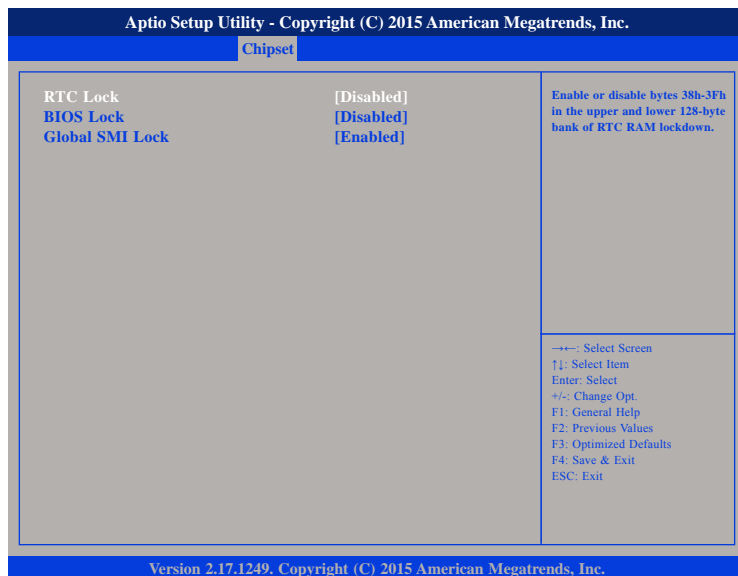 Aptio Setup Utility - Copyright (C) 2015 American Megatrends, Inc.
Chipset
RTC Lock [Disabled]
BIOS Lock [Disabled]
Global SMI Lock [Enabled]
Enable or disable bytes 38h-3Fh
in the upper and lower 128-byte
bank of RTC RAM lockdown.
→←: Select Screen
↑↓: Select Item
Enter: Select
+/-: Change Opt.
F1: General Help
F2: Previous Values
F3: Optimized Defaults
F4: Save & Exit
ESC: Exit
Version 2.17.1249. Copyright (C) 2015 American Megatrends, Inc.